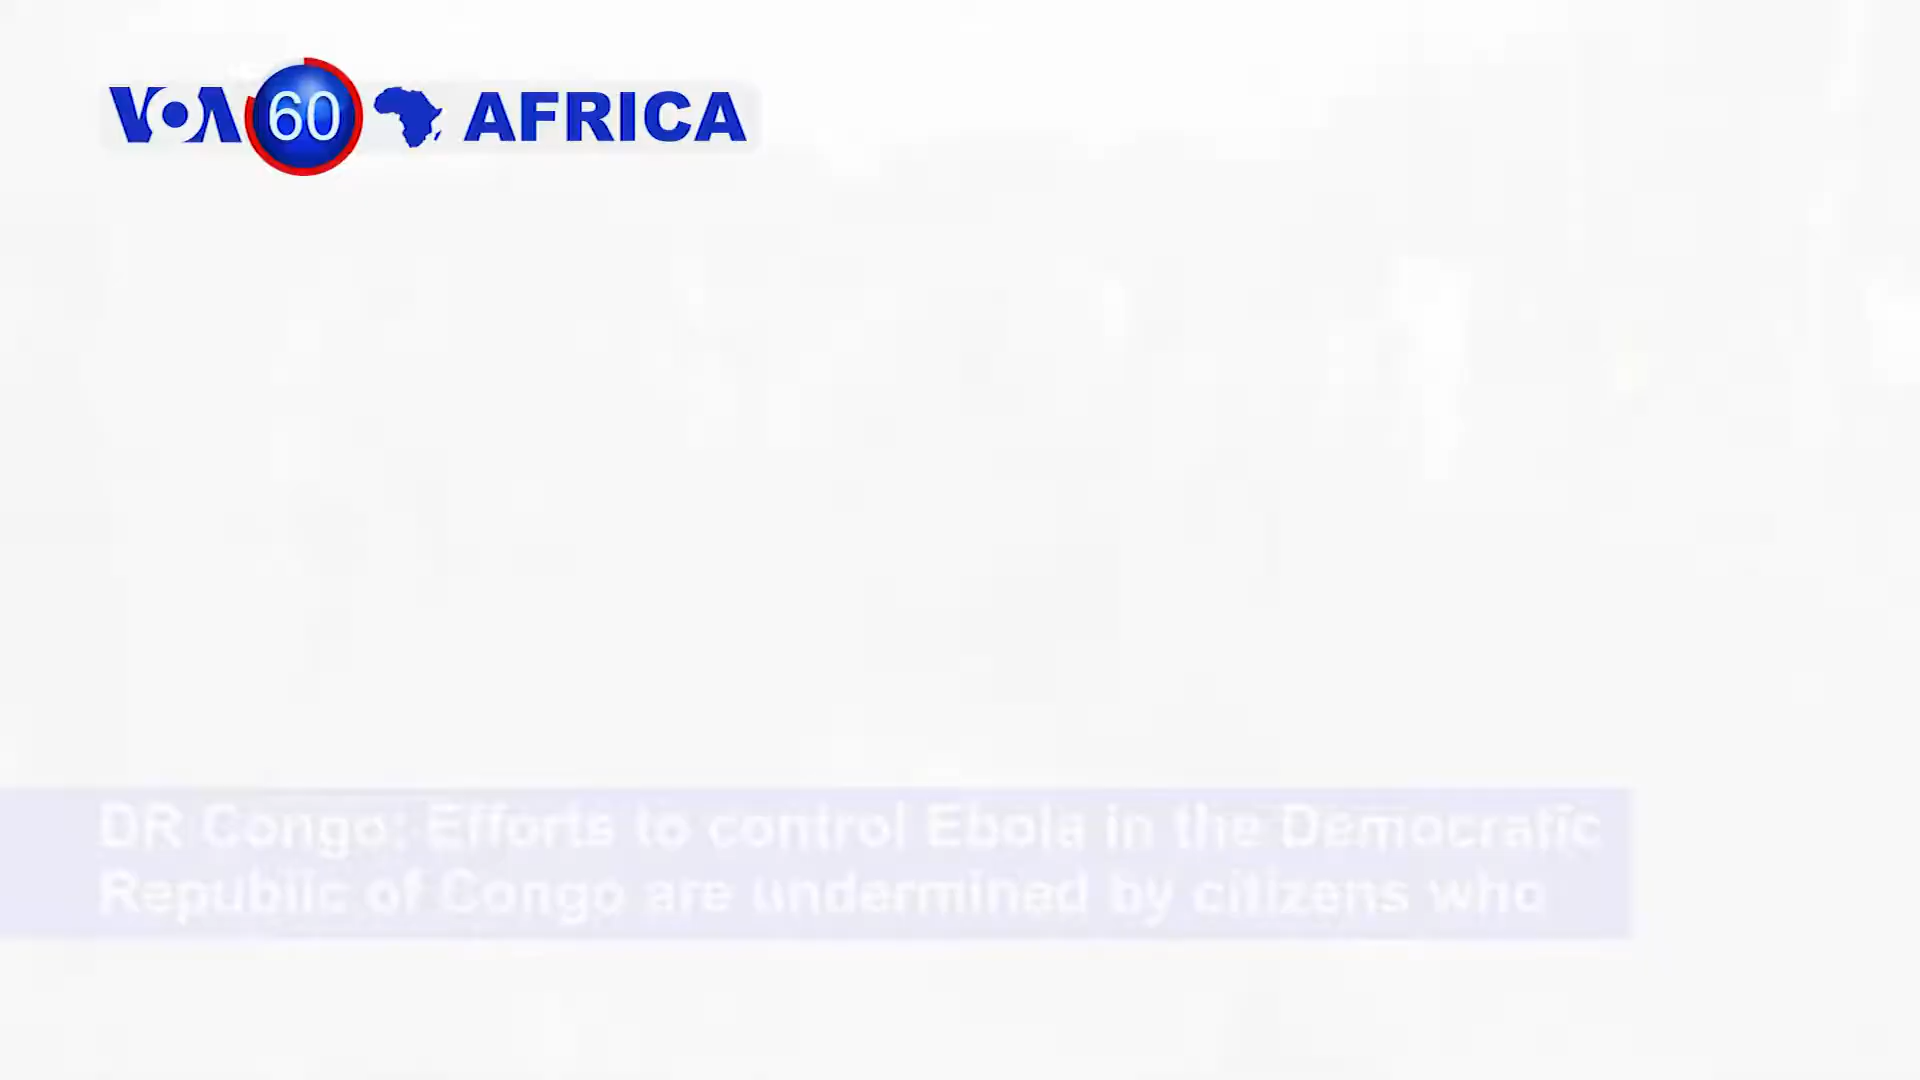 VOA 60 AFRICA
DR Congo: Efforts to control Ebola in the Democratic
Republic of Congo are undermined by citizens who